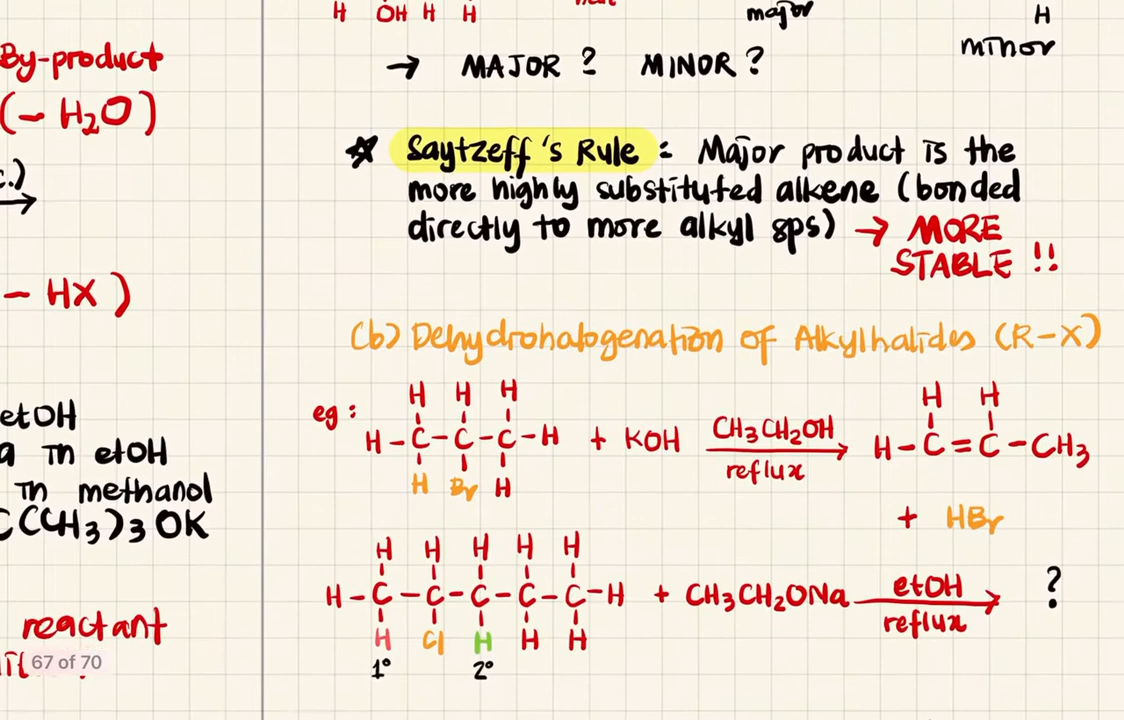 By-product
(- H₂O)
→
- HX )
etOH
in etOH
in methanol
C(CH₃)₃OK
reactant
67 of 70
H OH H H
major
H
minor
→ MAJOR ? MINOR ?
☆ Saytzeff's Rule : Major product is the
more highly substituted alkene (bonded
directly to more alkyl gps) → MORE
STABLE !!
(b) Dehydrohalogenation of Alkylhalides (R-X)
eg :
H H H
H-C-C-C-H + KOH
H Br H
CH₃CH₂OH
reflux
H H
H-C=C-CH₃
+ HBr
H H H H H
H-C-C-C-C-C-H + CH₃CH₂ONa
H Cl H H H
1° 2°
etOH
reflux
?